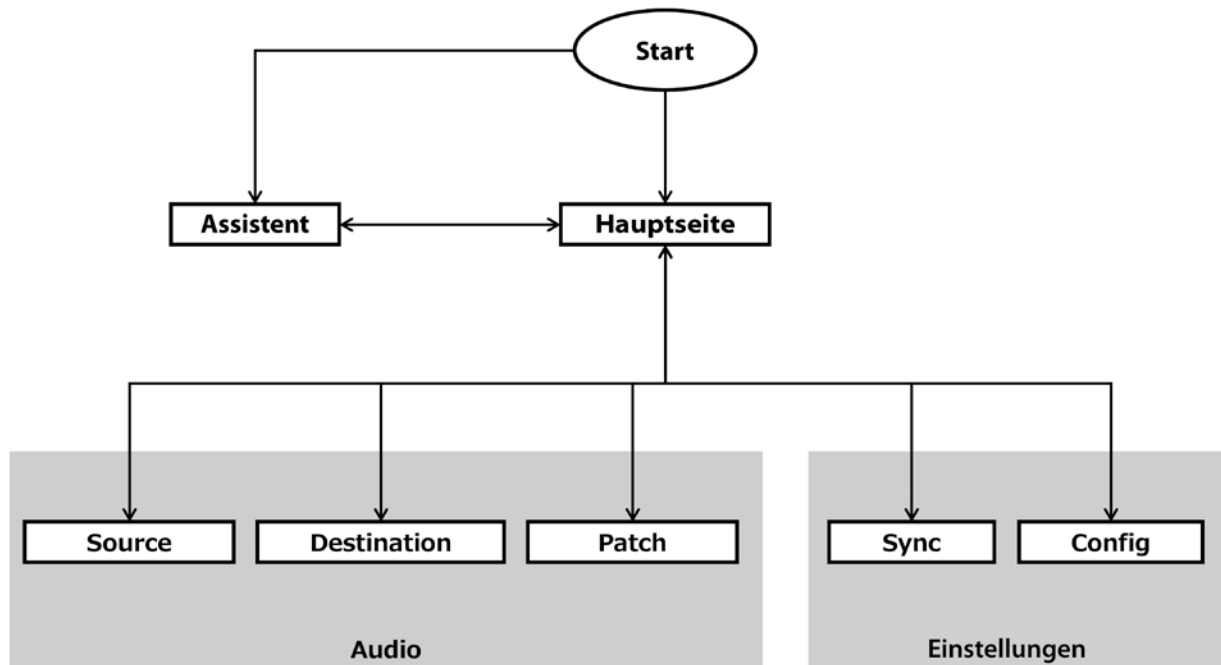 Start
Assistent
Hauptseite
Source
Destination
Patch
Sync
Config
Audio
Einstellungen